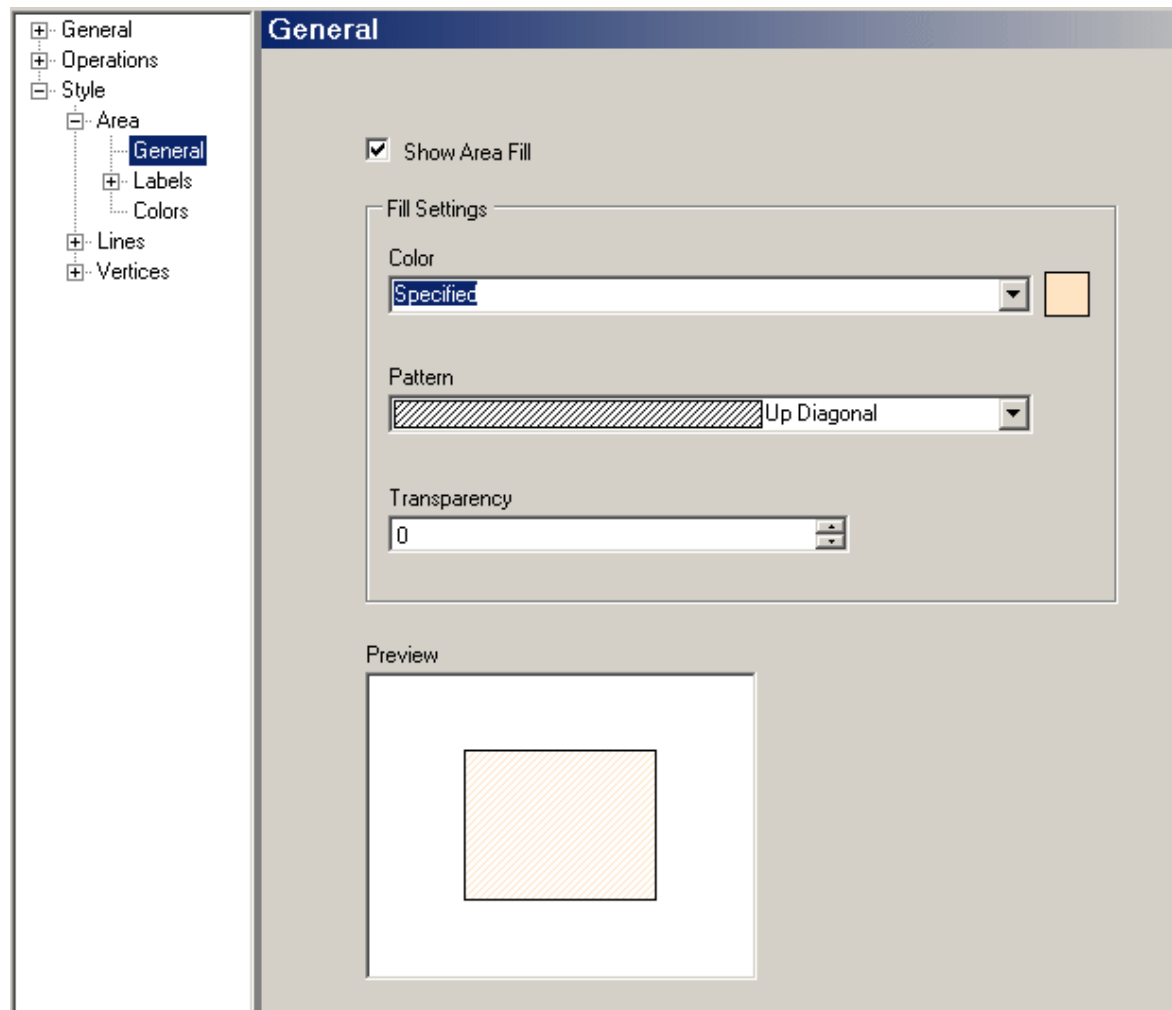 General
Operations
Style
Area
General
Labels
Colors
Lines
Vertices
General
Show Area Fill
Fill Settings
Color
Specified
Pattern
Up Diagonal
Transparency
0
Preview